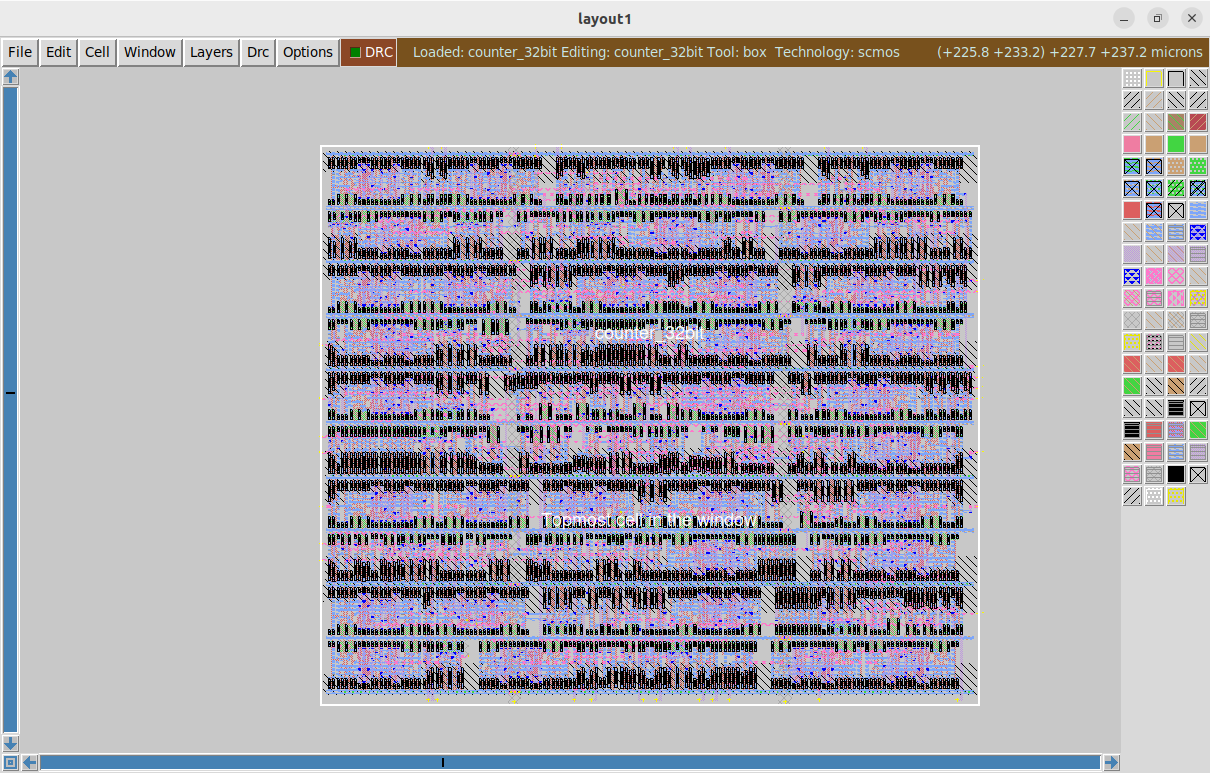 layout1
File Edit Cell Window Layers Drc Options DRC Loaded: counter_32bit Editing: counter_32bit Tool: box Technology: scmos (+225.8 +233.2) +227.7 +237.2 microns
counter_32bit
Topmost cell in the window